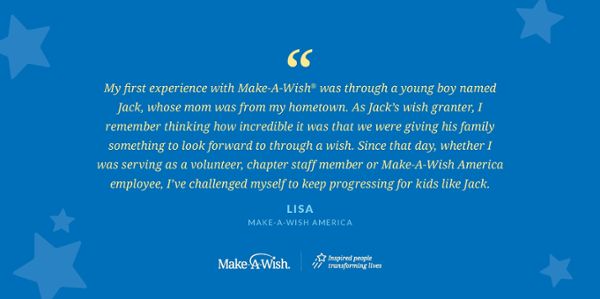 “
My first experience with Make-A-Wish® was through a young boy named
Jack, whose mom was from my hometown. As Jack’s wish granter, I
remember thinking how incredible it was that we were giving his family
something to look forward to through a wish. Since that day, whether I
was serving as a volunteer, chapter staff member or Make-A-Wish America
employee, I’ve challenged myself to keep progressing for kids like Jack.
LISA
MAKE-A-WISH AMERICA
Make-A-Wish.
Inspired people
transforming lives